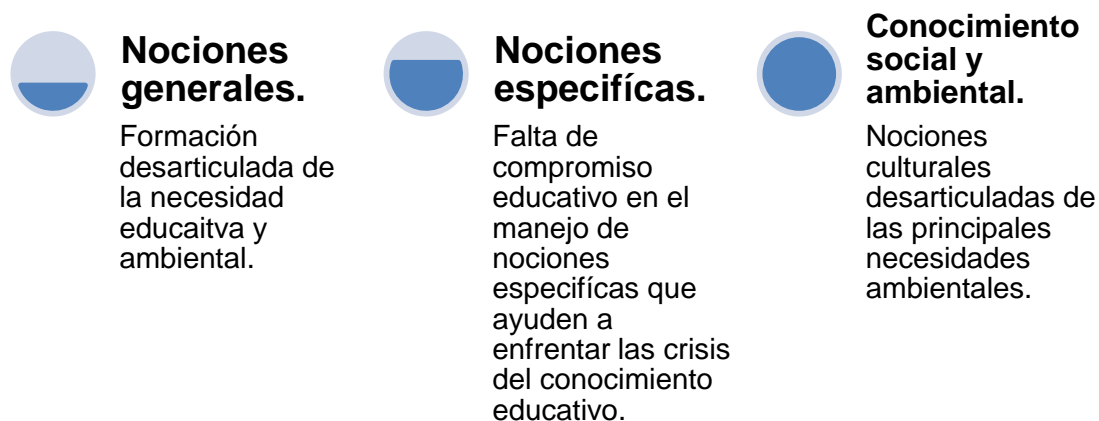 Nociones
generales.
Formación
desarticulada de
la necesidad
educaitva y
ambiental.
Nociones
especifícas.
Falta de
compromiso
educativo en el
manejo de
nociones
especifícas que
ayuden a
enfrentar las crisis
del conocimiento
educativo.
Conocimiento
social y
ambiental.
Nociones
culturales
desarticuladas de
las principales
necesidades
ambientales.